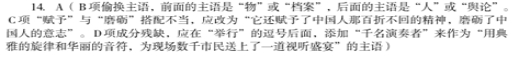 14. A（B项偷换主语，前面的主语是“物”或“档案”，后面的主语是“人”或“舆论”。
C项“赋予”与“磨砺”搭配不当，应改为“它还赋予了中国人那百折不回的精神，磨砺了中
国人的意志”。D项成分残缺，应在“举行”的逗号后面，添加“千名演奏者”来作为“用典
雅的旋律和华丽的音符，为现场数千市民送上了一道视听盛宴”的主语）